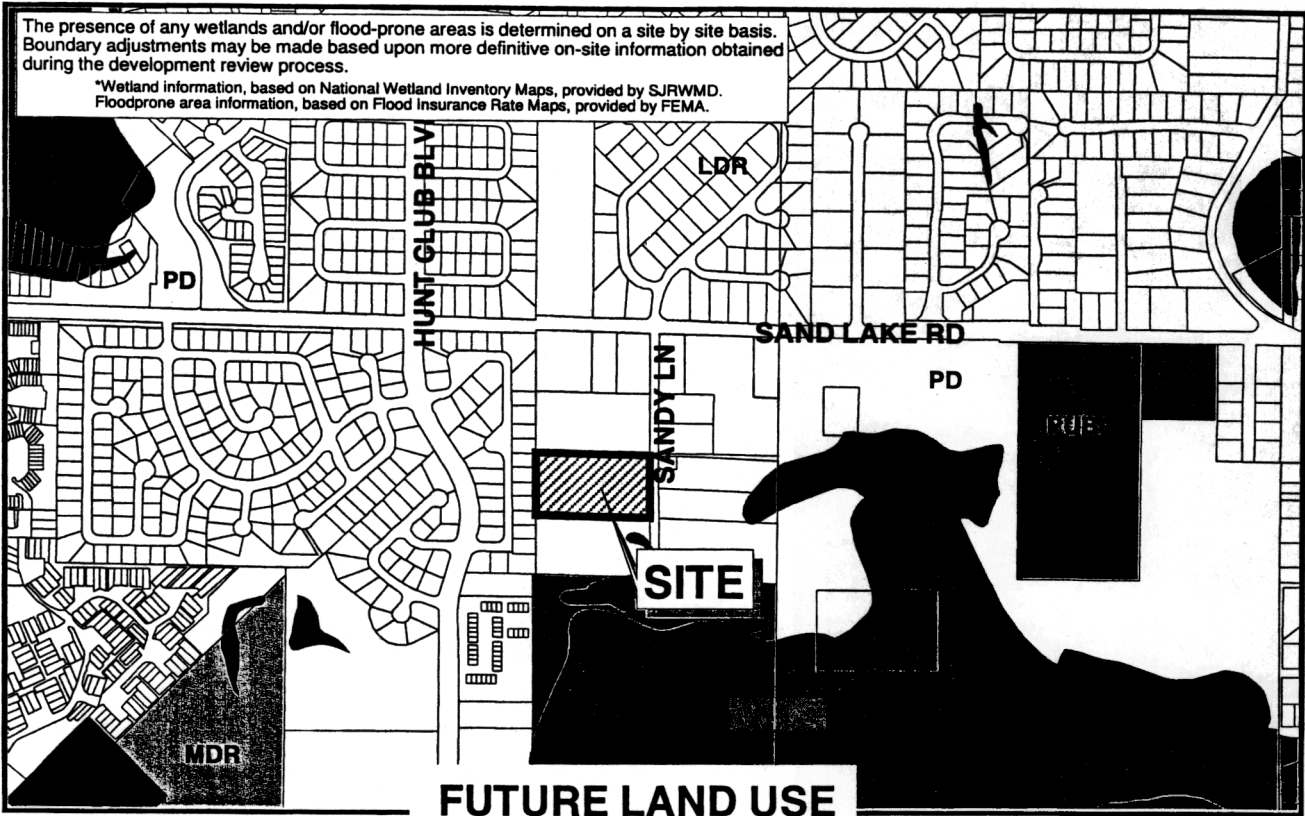 The presence of any wetlands and/or flood-prone areas is determined on a site by site basis.
Boundary adjustments may be made based upon more definitive on-site information obtained
during the development review process.
*Wetland information, based on National Wetland Inventory Maps, provided by SJRWMD.
Floodprone area information, based on Flood Insurance Rate Maps, provided by FEMA.
LDR
HUNT CLUB BLV
PD
SAND LAKE RD
SANDY LN
PD
PUB
SITE
MDR
FUTURE LAND USE